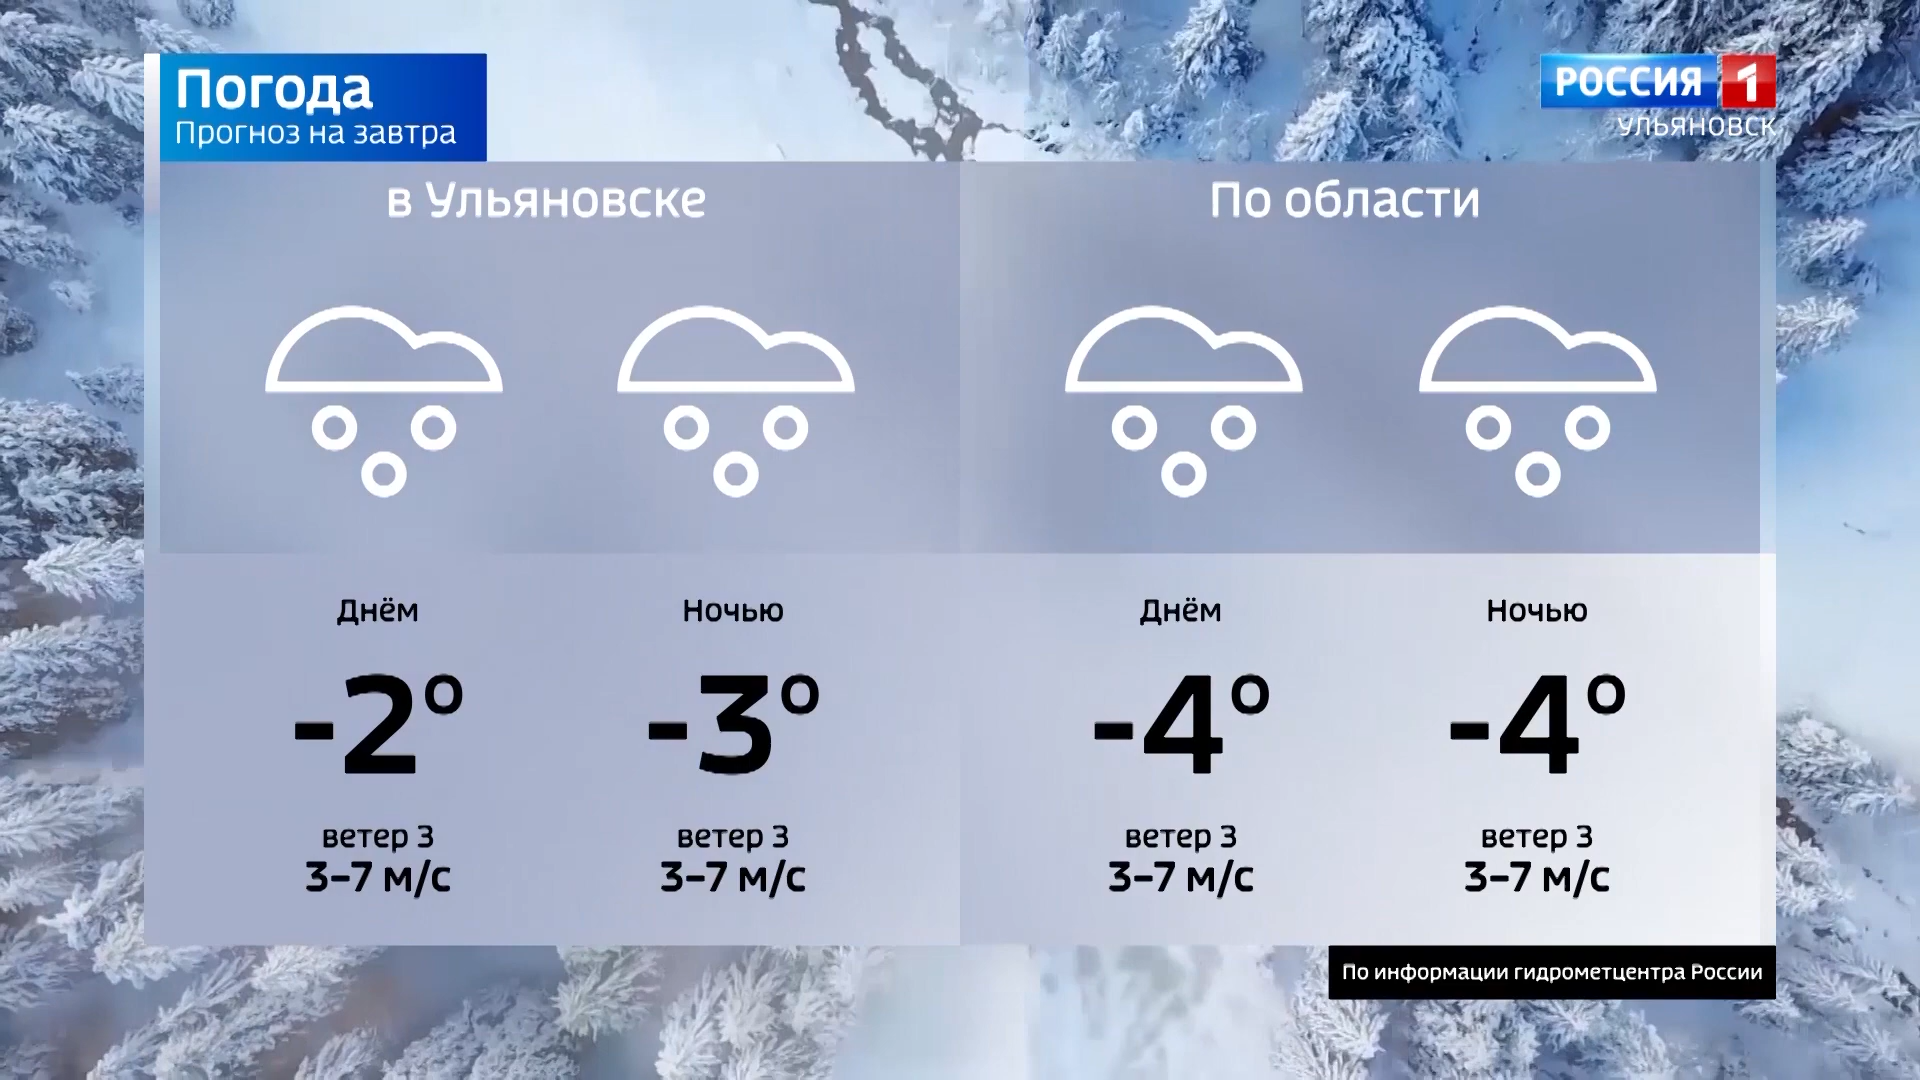 Погода
Прогноз на завтра
РОССИЯ 1
УЛЬЯНОВСК
в Ульяновске
По области
Днём
Ночью
Днём
Ночью
-2°
-3°
-4°
-4°
ветер З
ветер З
ветер З
ветер З
3-7 м/с
3-7 м/с
3-7 м/с
3-7 м/с
По информации гидрометцентра России